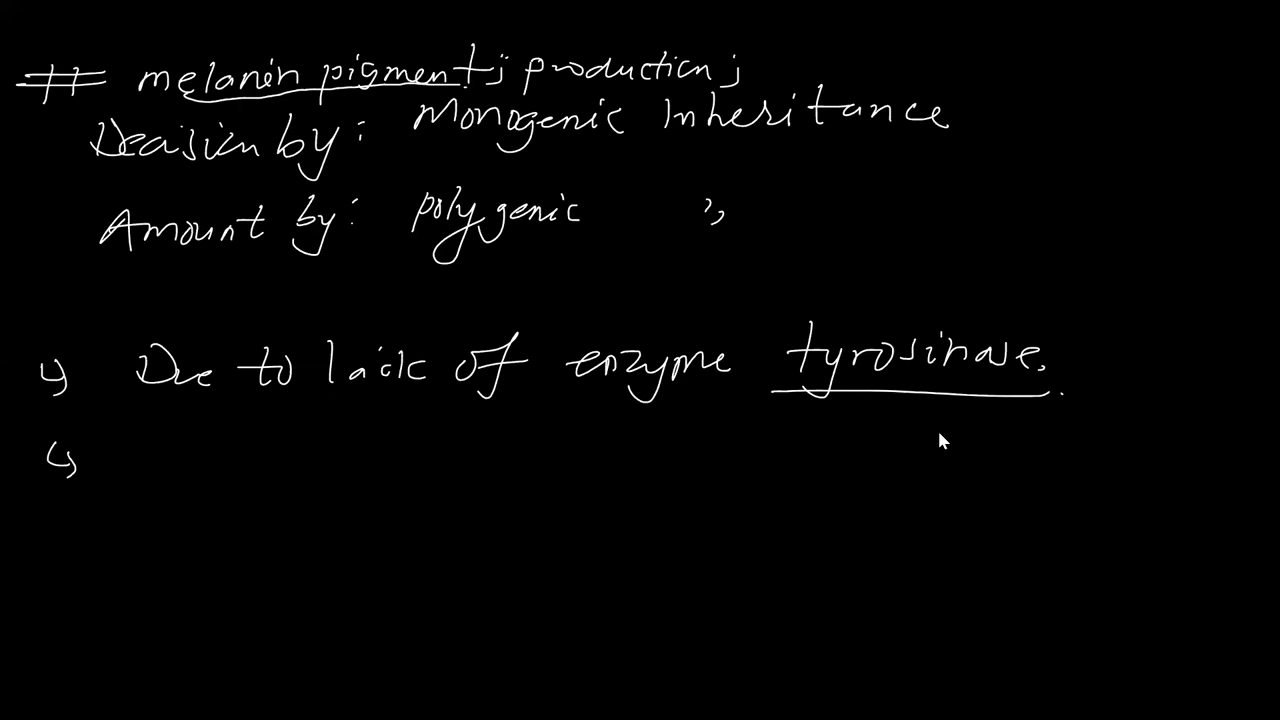 ## melanin pigment; production;
Decision by: Monogenic Inheritance
Amount by: polygenic ”
↳ Due to lack of enzyme tyrosinase.
↳